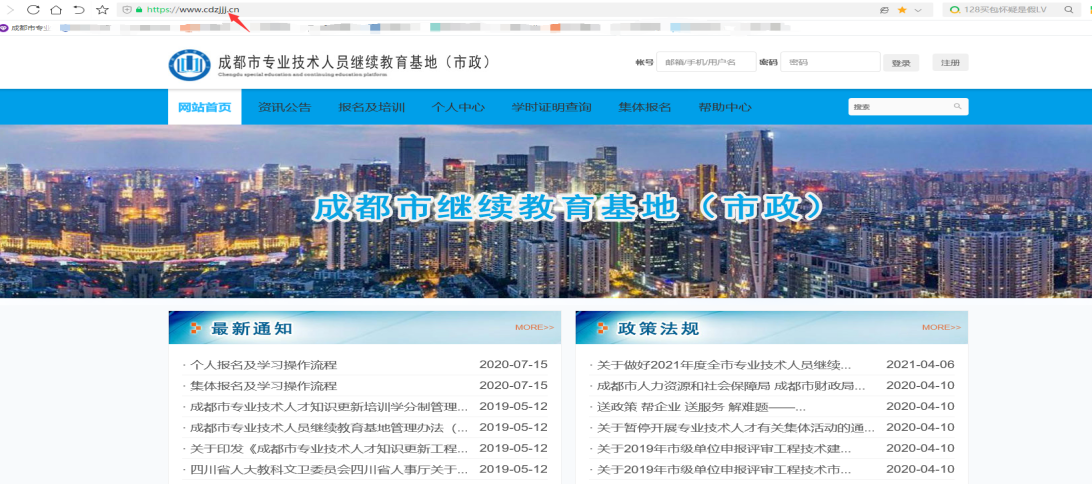 https://www.cdzjjj.cn
128买包怀疑是假LV
成都市专业
成都市专业技术人员继续教育基地（市政）
Chengdu special education and continuing education platform
帐号 邮箱/手机/用户名 密码 密码 登录 注册
网站首页 资讯公告 报名及培训 个人中心 学时证明查询 集体报名 帮助中心 搜索
成都市继续教育基地（市政）
最新通知 MORE>>
· 个人报名及学习操作流程 2020-07-15
· 集体报名及学习操作流程 2020-07-15
· 成都市专业技术人才知识更新培训学分制管理... 2019-05-12
· 成都市专业技术人员继续教育基地管理办法（... 2019-05-12
· 关于印发《成都市专业技术人才知识更新工程... 2019-05-12
· 四川省人大教科文卫委员会四川省人事厅关于... 2019-05-12
政策法规 MORE>>
· 关于做好2021年度全市专业技术人员继续... 2021-04-06
· 成都市人力资源和社会保障局 成都市财政局... 2020-04-10
· 送政策 帮企业 送服务 解难题——... 2020-04-10
· 关于暂停开展专业技术人才有关集体活动的通... 2020-04-10
· 关于2019年市级单位申报评审工程技术建... 2020-04-10
· 关于2019年市级单位申报评审工程技术市... 2020-04-10